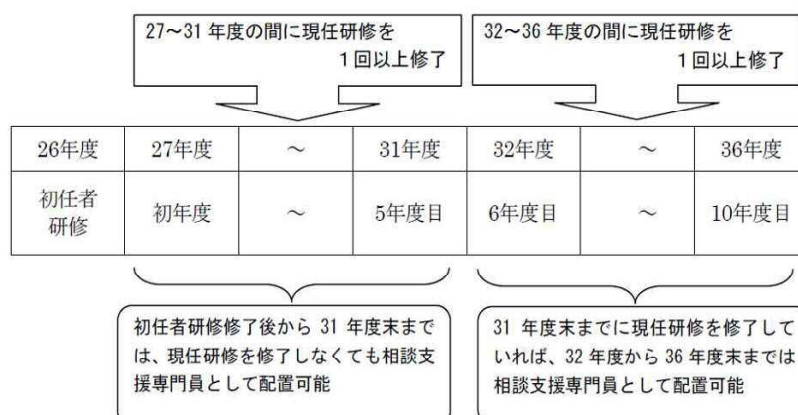 27～31 年度の間に現任研修を
1 回以上修了
32～36 年度の間に現任研修を
1 回以上修了
26年度 27年度 ～ 31年度 32年度 ～ 36年度
初任者
研修
初年度 ～ 5年度目 6年度目 ～ 10年度目
初任者研修修了後から 31 年度末まで
は、現任研修を修了しなくても相談支
援専門員として配置可能
31 年度末までに現任研修を修了して
いれば、32 年度から 36 年度末までは
相談支援専門員として配置可能